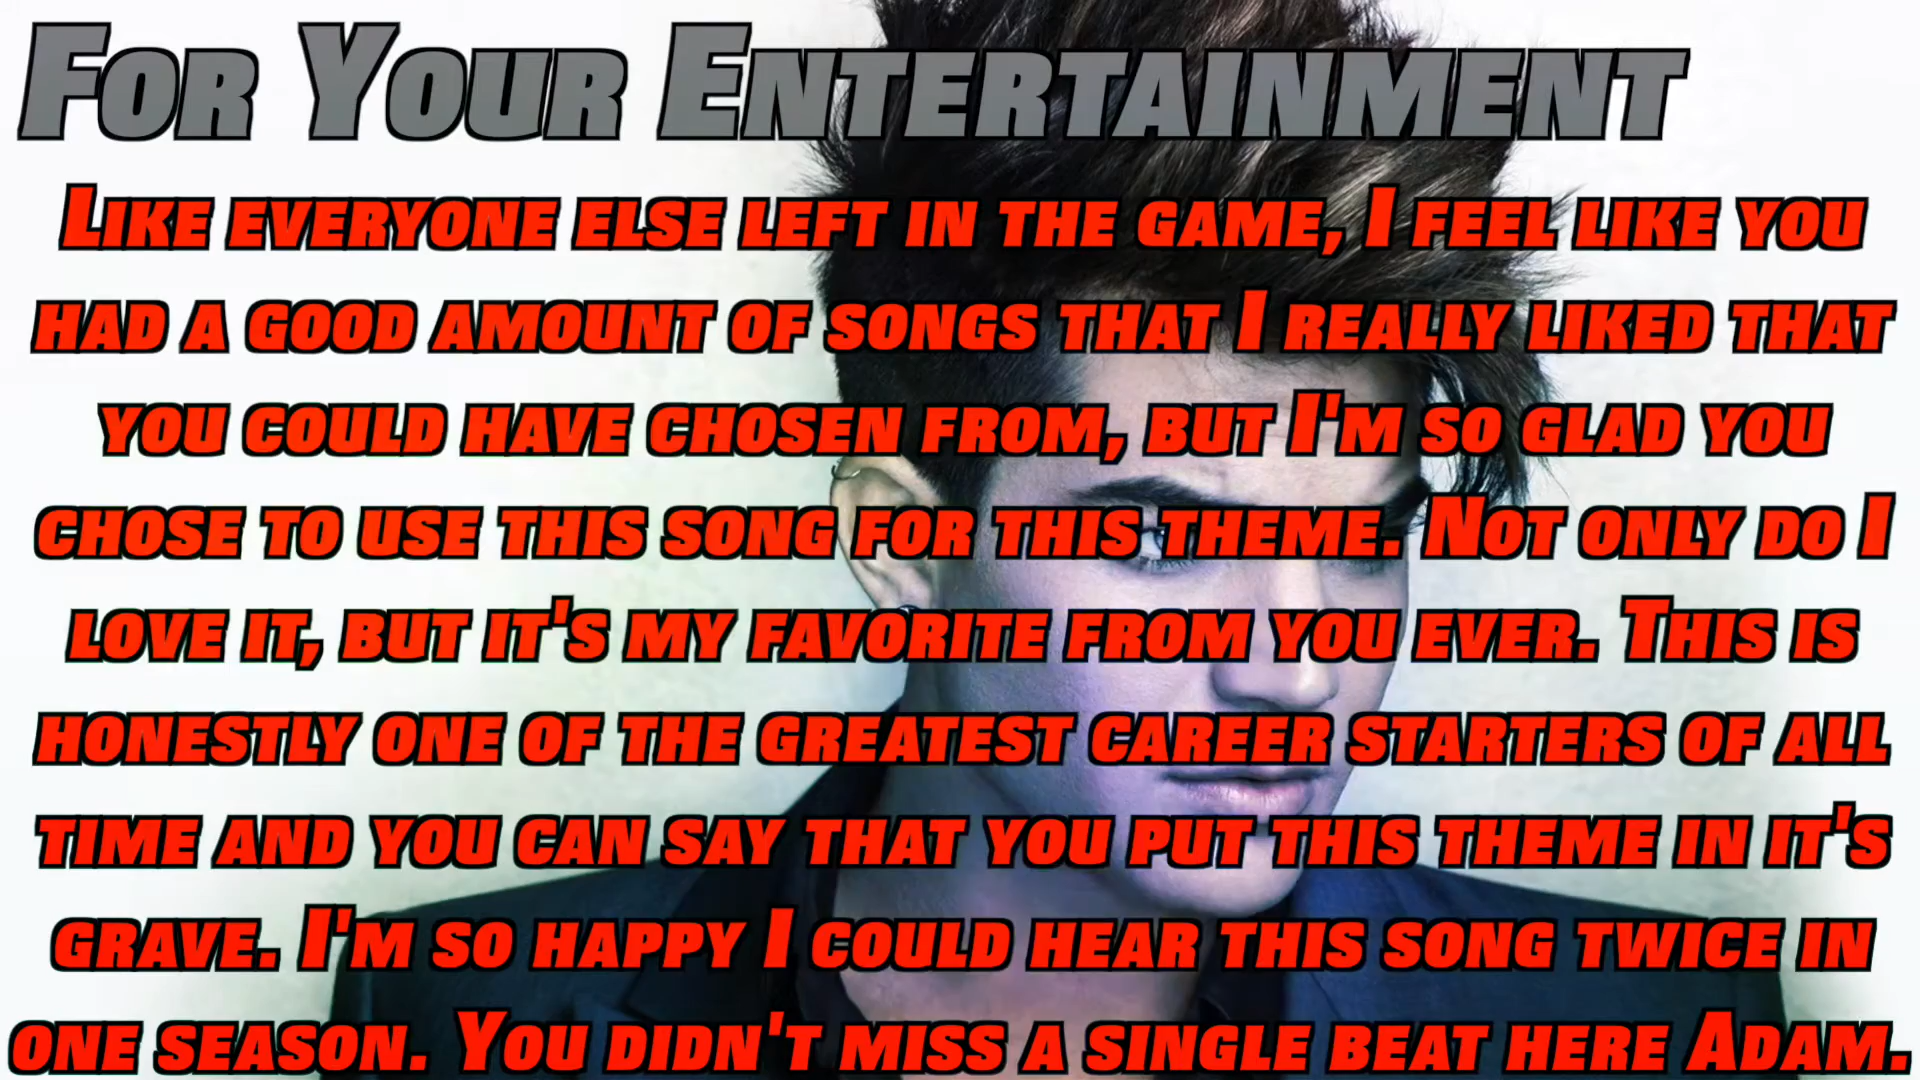 For Your Entertainment
Like everyone else left in the game, I feel like you
had a good amount of songs that I really liked that
you could have chosen from, but I'm so glad you
chose to use this song for this theme. Not only do I
love it, but it's my favorite from you ever. This is
honestly one of the greatest career starters of all
time and you can say that you put this theme in it's
grave. I'm so happy I could hear this song twice in
one season. You didn't miss a single beat here Adam.